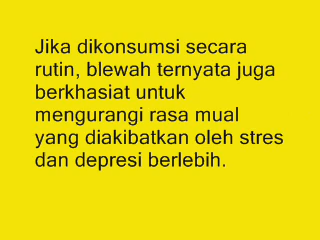 Jika dikonsumsi secara
rutin, blewah ternyata juga
berkhasiat untuk
mengurangi rasa mual
yang diakibatkan oleh stres
dan depresi berlebih.